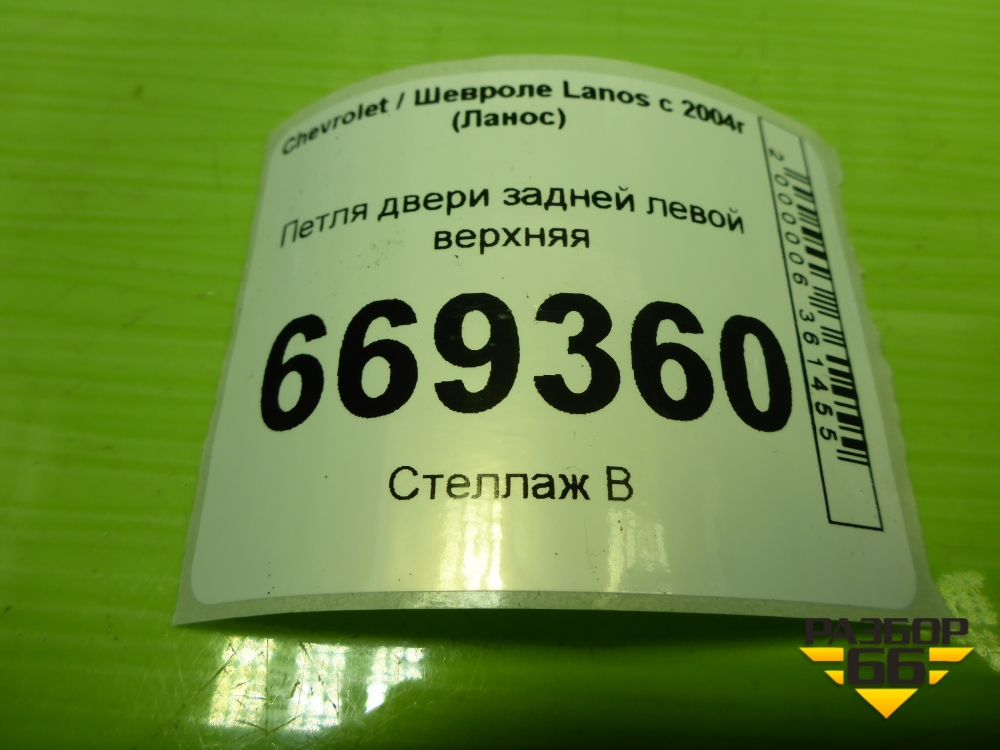 Chevrolet / Шевроле Lanos с 2004г
(Ланос)
Петля двери задней левой
верхняя
669360
Стеллаж В
2000006361455
РАЗБОР
66